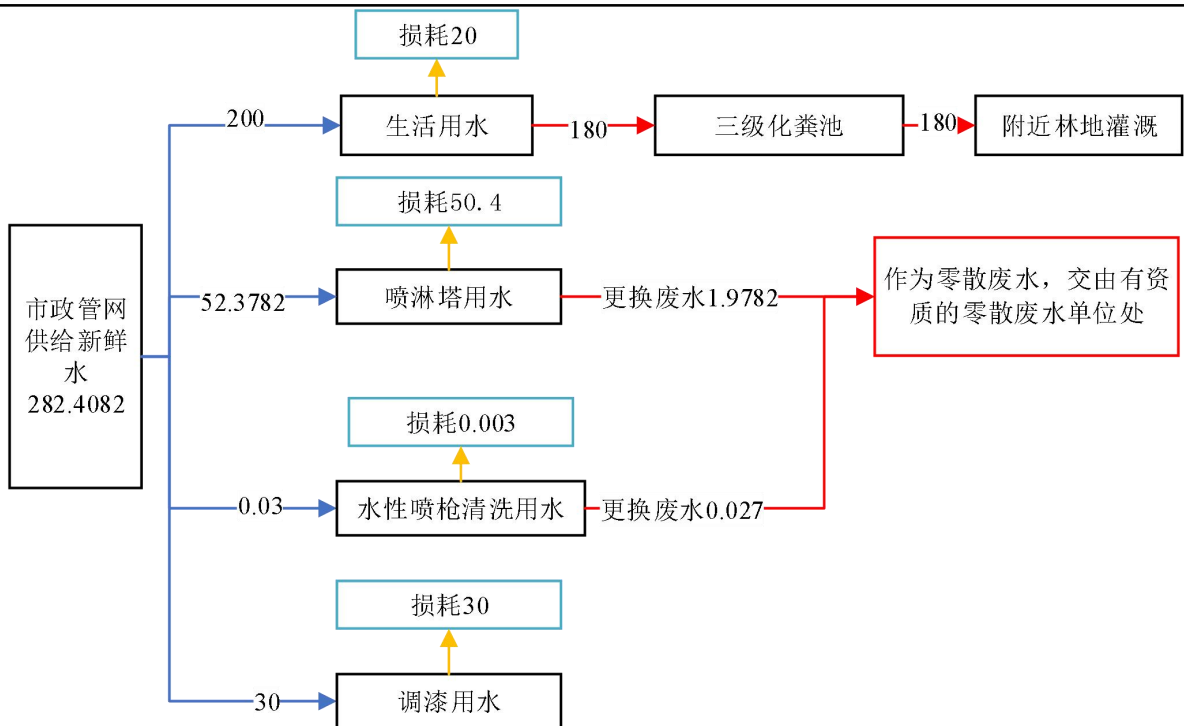 损耗20
200
生活用水
180
三级化粪池
180
附近林地灌溉
损耗50.4
市政管网
供给新鲜
水
282.4082
52.3782
喷淋塔用水
更换废水1.9782
作为零散废水，交由有资
质的零散废水单位处
损耗0.003
0.03
水性喷枪清洗用水
更换废水0.027
损耗30
30
调漆用水